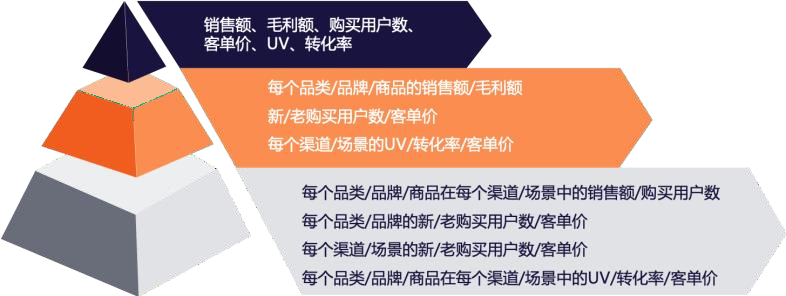 销售额、毛利额、购买用户数、
客单价、UV、转化率
每个品类/品牌/商品的销售额/毛利额
新/老购买用户数/客单价
每个渠道/场景的UV/转化率/客单价
每个品类/品牌/商品在每个渠道/场景中的销售额/购买用户数
每个品类/品牌的新/老购买用户数/客单价
每个渠道/场景的新/老购买用户数/客单价
每个品类/品牌/商品在每个渠道/场景中的UV/转化率/客单价